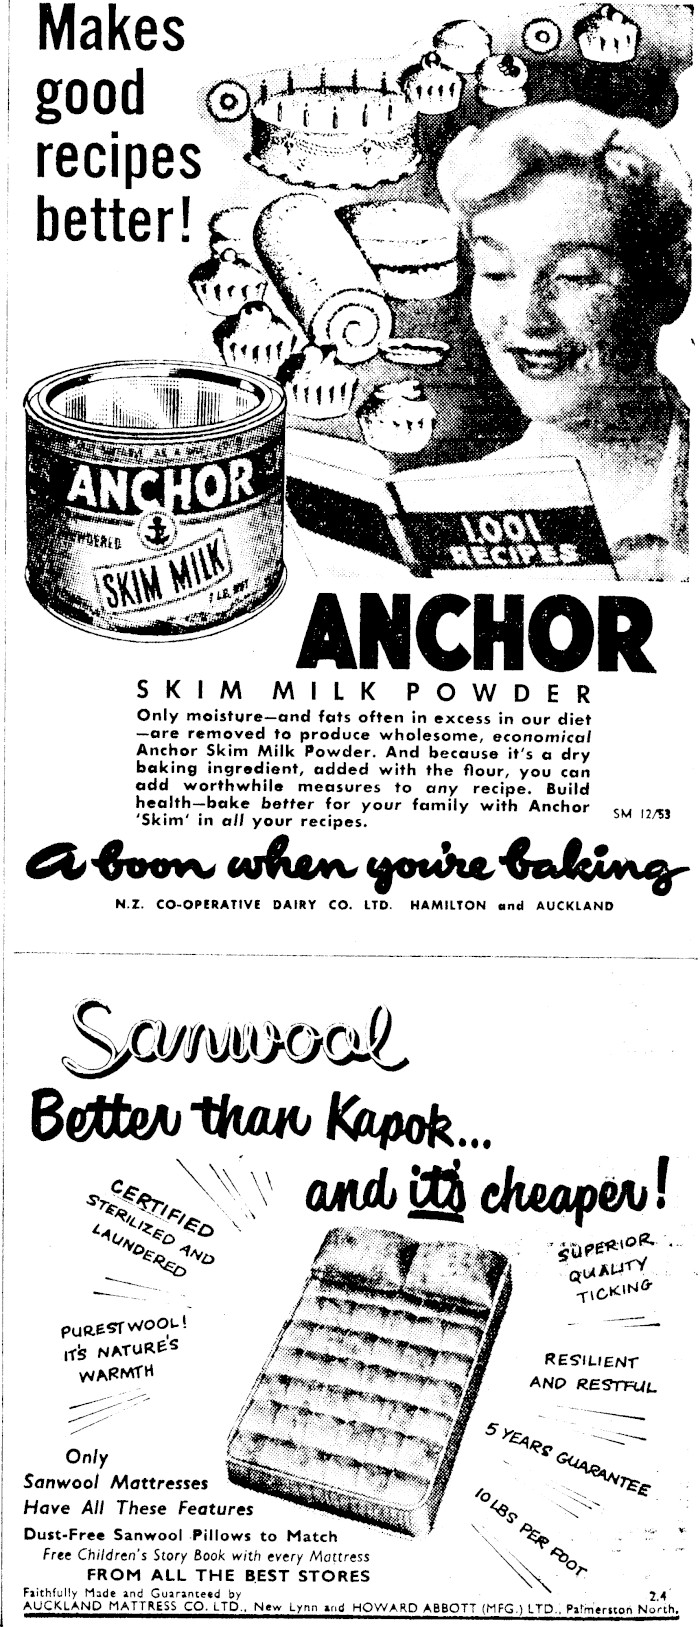 Makes
good
recipes
better!
ANCHOR
POWDERED
SKIM MILK
1,001
RECIPES
ANCHOR
SKIM MILK POWDER
Only moisture—and fats often in excess in our diet
—are removed to produce wholesome, economical
Anchor Skim Milk Powder. And because it's a dry
baking ingredient, added with the flour, you can
add worthwhile measures to any recipe. Build
health—bake better for your family with Anchor
'Skim' in all your recipes.
SM 12/53
a boon when you're baking
N.Z. CO-OPERATIVE DAIRY CO. LTD. HAMILTON and AUCKLAND
Sanwool
Better than Kapok...
and it's cheaper!
CERTIFIED
STERILIZED AND
LAUNDERED
SUPERIOR
QUALITY
TICKING
PUREST WOOL!
IT'S NATURE'S
WARMTH
RESILIENT
AND RESTFUL
5 YEARS GUARANTEE
10 LBS PER FOOT
Only
Sanwool Mattresses
Have All These Features
Dust-Free Sanwool Pillows to Match
Free Children's Story Book with every Mattress
FROM ALL THE BEST STORES
Faithfully Made and Guaranteed by
2.4
AUCKLAND MATTRESS CO. LTD., New Lynn and HOWARD ABBOTT (MFG.) LTD., Palmerston North.